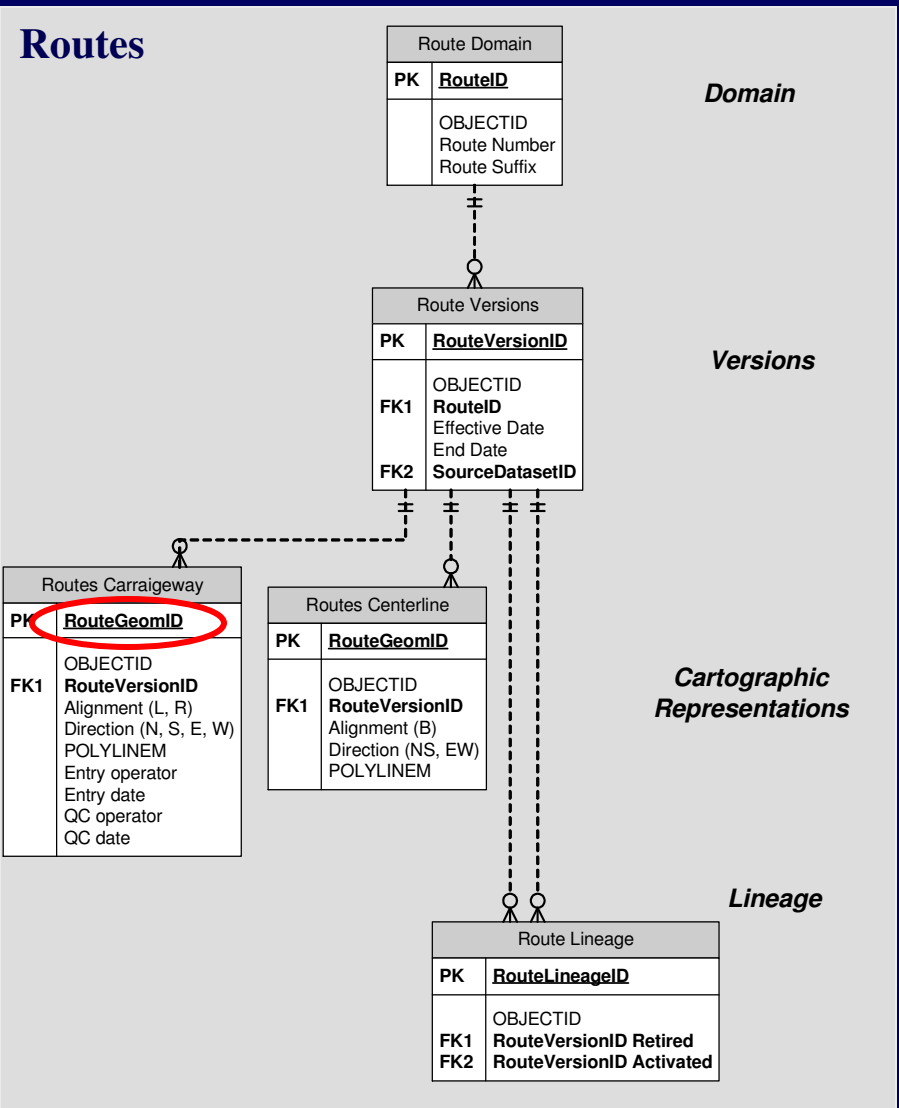 Routes
Route Domain
PK RouteID
OBJECTID
Route Number
Route Suffix
Domain
Route Versions
PK RouteVersionID
OBJECTID
FK1 RouteID
Effective Date
End Date
FK2 SourceDatasetID
Versions
Routes Carraigeway
PK RouteGeomID
OBJECTID
FK1 RouteVersionID
Alignment (L, R)
Direction (N, S, E, W)
POLYLINEM
Entry operator
Entry date
QC operator
QC date
Routes Centerline
PK RouteGeomID
OBJECTID
FK1 RouteVersionID
Alignment (B)
Direction (NS, EW)
POLYLINEM
Cartographic
Representations
Lineage
Route Lineage
PK RouteLineageID
OBJECTID
FK1 RouteVersionID Retired
FK2 RouteVersionID Activated